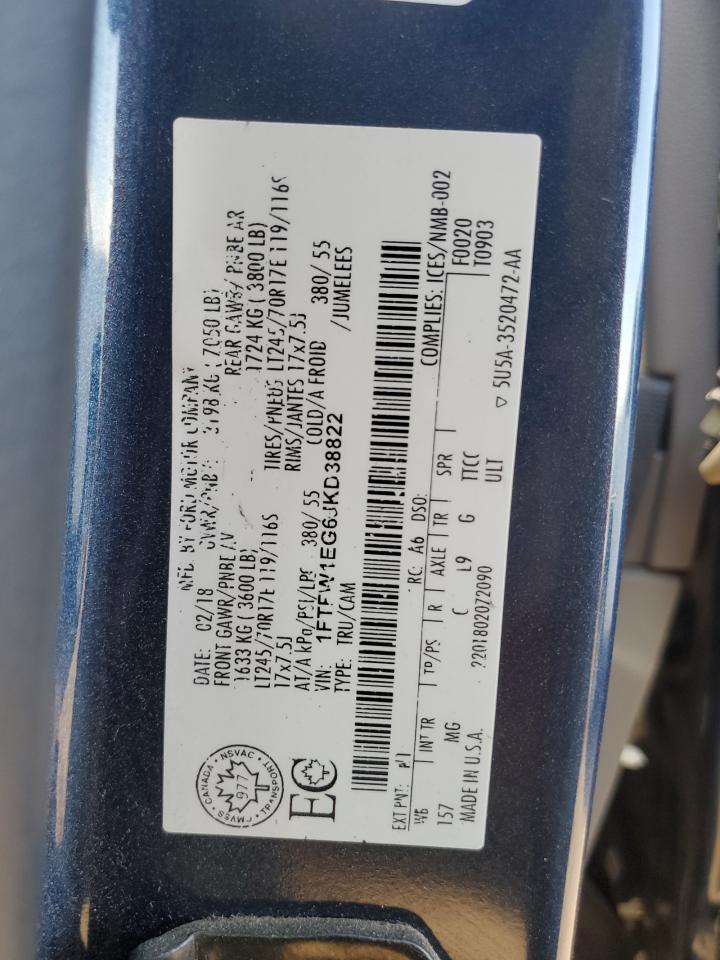 MFD. BY FORD MOTOR COMPANY
DATE: 02/18 GVWR/PNBV 3198 KG ( 7050 LB)
FRONT GAWR/PNBE AV REAR GAWR/ PNBE AR
1633 KG ( 3600 LB) 1724 KG ( 3800 LB)
LT245/70R17E 119/116S TIRES/PNEUS LT245/70R17E 119/116S
17x7.5J RIMS/JANTES 17x7.5J
AT/A kPa/PSI/LPC 380/ 55 COLD/A FROID 380/ 55
VIN: 1FTFW1EG6JKD38822 /JUMELEES
TYPE: TRU/CAM
CANADA • NSVAC • TRANSPORT • CMVSS
977
EC
COMPLIES: ICES/NMB-002
EXT PNT: RC: A6 DSO: F0020
T0903
INT TR TP/PS R AXLE TR SPR
157 MG C L9 G TTCC
ULT
MADE IN U.S.A. 2201802072090 ▽ 5U5A-3520472-AA